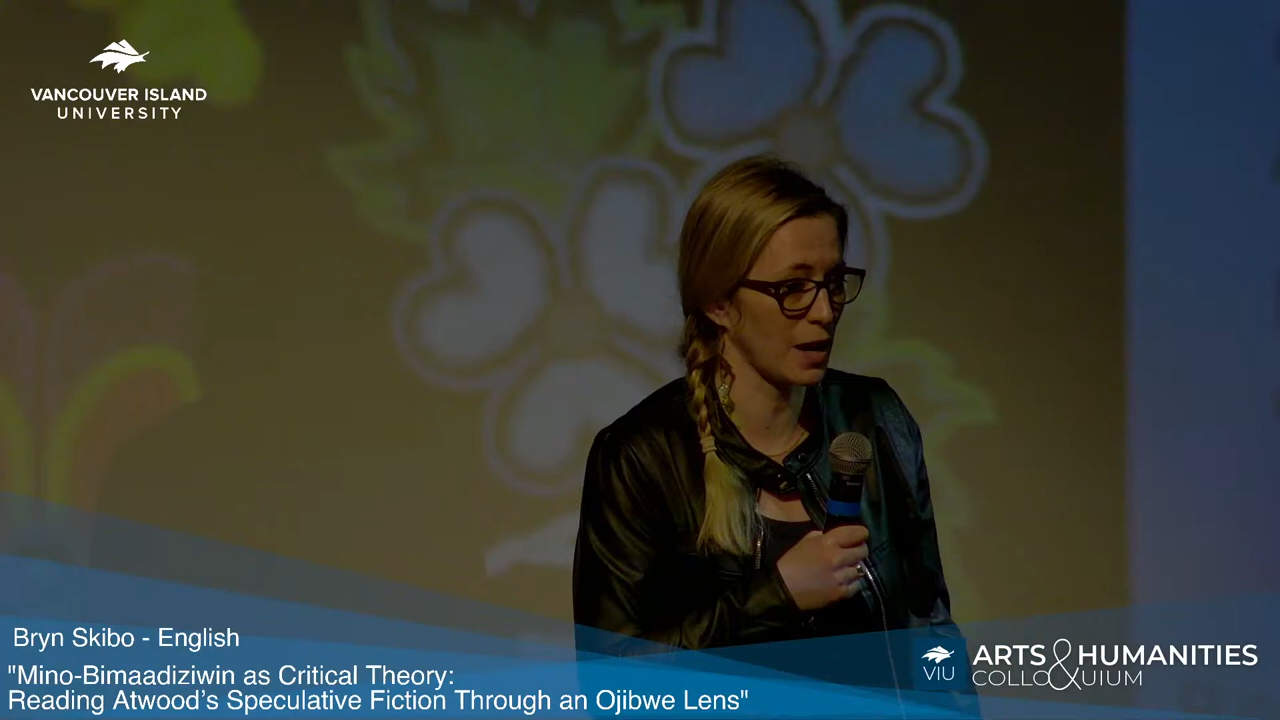 VANCOUVER ISLAND
UNIVERSITY
Bryn Skibo - English
"Mino-Bimaadiziwin as Critical Theory:
Reading Atwood's Speculative Fiction Through an Ojibwe Lens"
VIU
ARTS & HUMANITIES
COLLOQUIUM